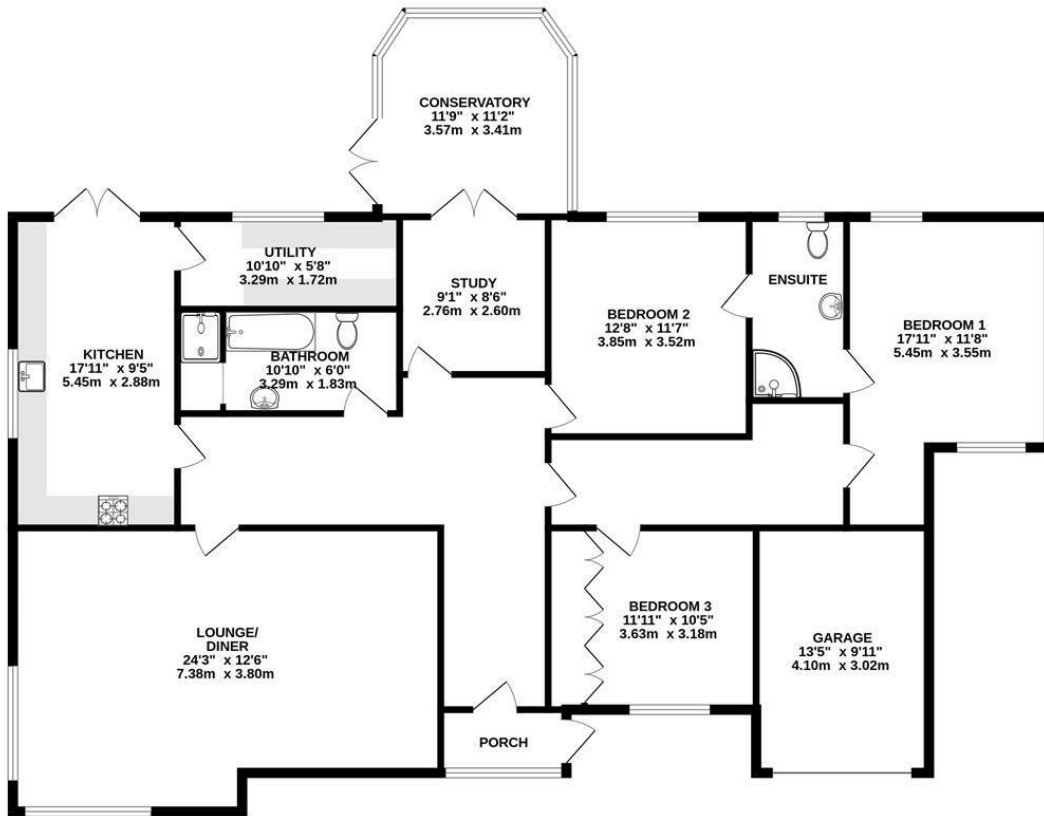 CONSERVATORY
11'9" x 11'2"
3.57m x 3.41m
UTILITY
10'10" x 5'8"
3.29m x 1.72m
STUDY
9'1" x 8'6"
2.76m x 2.60m
ENSUITE
BEDROOM 2
12'8" x 11'7"
3.85m x 3.52m
BEDROOM 1
17'11" x 11'8"
5.45m x 3.55m
KITCHEN
17'11" x 9'5"
5.45m x 2.88m
BATHROOM
10'10" x 6'0"
3.29m x 1.83m
LOUNGE/
DINER
24'3" x 12'6"
7.38m x 3.80m
BEDROOM 3
11'11" x 10'5"
3.63m x 3.18m
GARAGE
13'5" x 9'11"
4.10m x 3.02m
PORCH